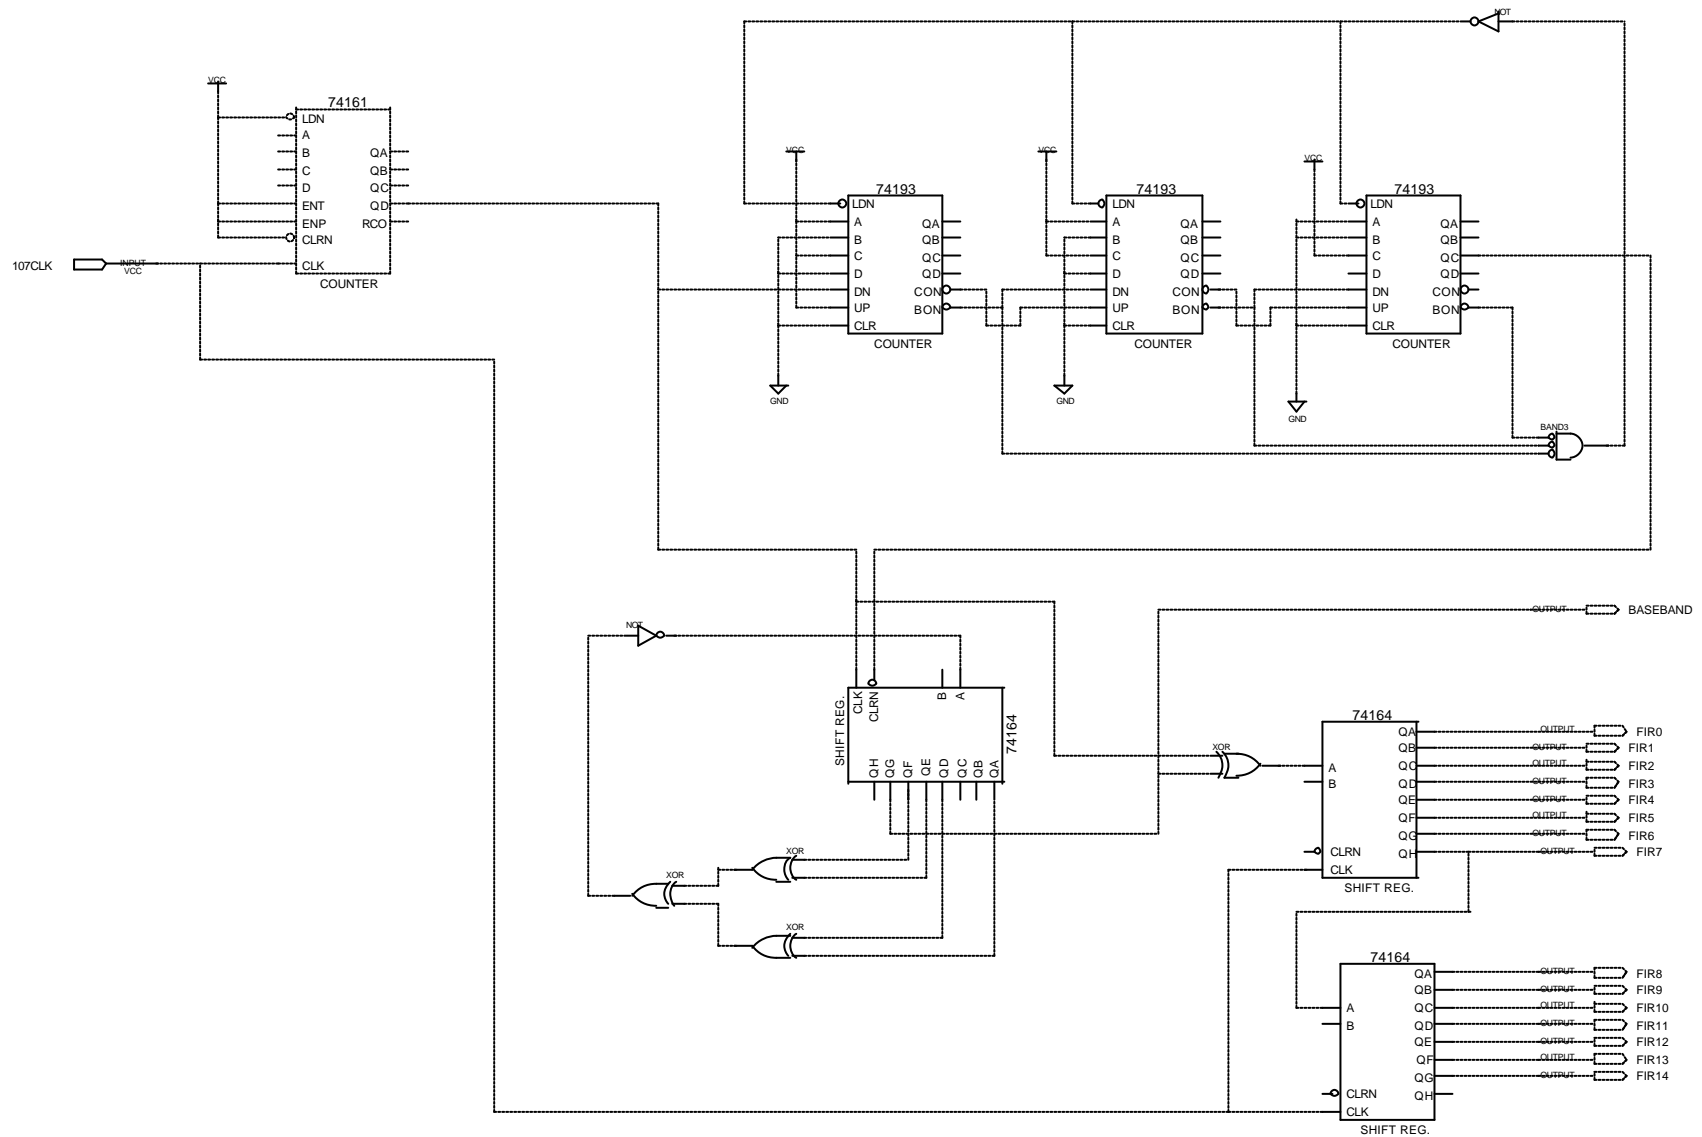 NOT
VCC
74161
LDN
A
B
C
D
ENT
ENP
CLRN
CLK
QA
QB
QC
QD
RCO
COUNTER
107CLK
INPUT
VCC
VCC
74193
LDN
A
B
C
D
DN
UP
CLR
QA
QB
QC
QD
CON
BON
COUNTER
GND
VCC
74193
LDN
A
B
C
D
DN
UP
CLR
QA
QB
QC
QD
CON
BON
COUNTER
GND
VCC
74193
LDN
A
B
C
D
DN
UP
CLR
QA
QB
QC
QD
CON
BON
COUNTER
GND
BAND3
NOT
SHIFT REG.
CLK
CLRN
B
A
74164
QH
QG
QF
QE
QD
QC
QB
QA
XOR
XOR
XOR
XOR
OUTPUT BASEBAND
74164
A
B
CLRN
CLK
QA OUTPUT FIR0
QB OUTPUT FIR1
QC OUTPUT FIR2
QD OUTPUT FIR3
QE OUTPUT FIR4
QF OUTPUT FIR5
QG OUTPUT FIR6
QH OUTPUT FIR7
SHIFT REG.
74164
A
B
CLRN
CLK
QA OUTPUT FIR8
QB OUTPUT FIR9
QC OUTPUT FIR10
QD OUTPUT FIR11
QE OUTPUT FIR12
QF OUTPUT FIR13
QG OUTPUT FIR14
QH
SHIFT REG.